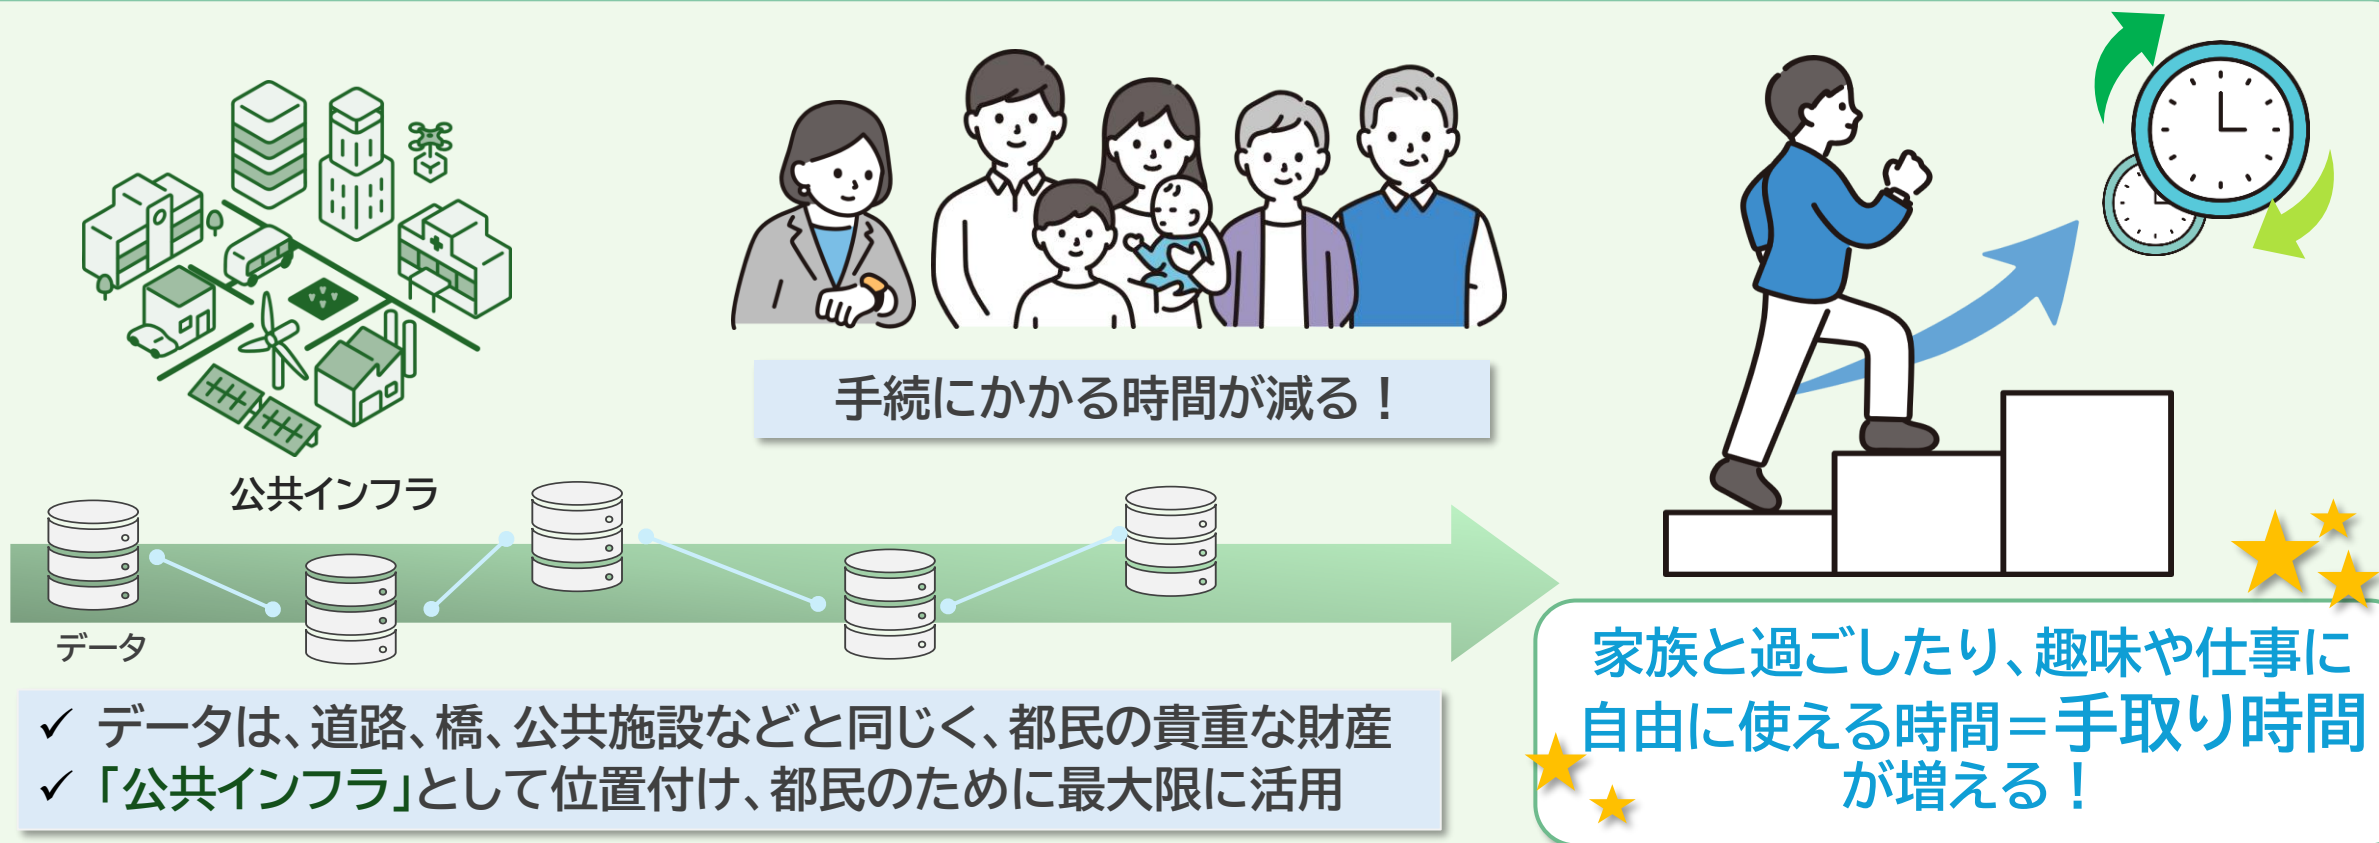 手続にかかる時間が減る！
公共インフラ
データ
✓ データは、道路、橋、公共施設などと同じく、都民の貴重な財産
✓ 「公共インフラ」として位置付け、都民のために最大限に活用
家族と過ごしたり、趣味や仕事に
自由に使える時間＝手取り時間
が増える！